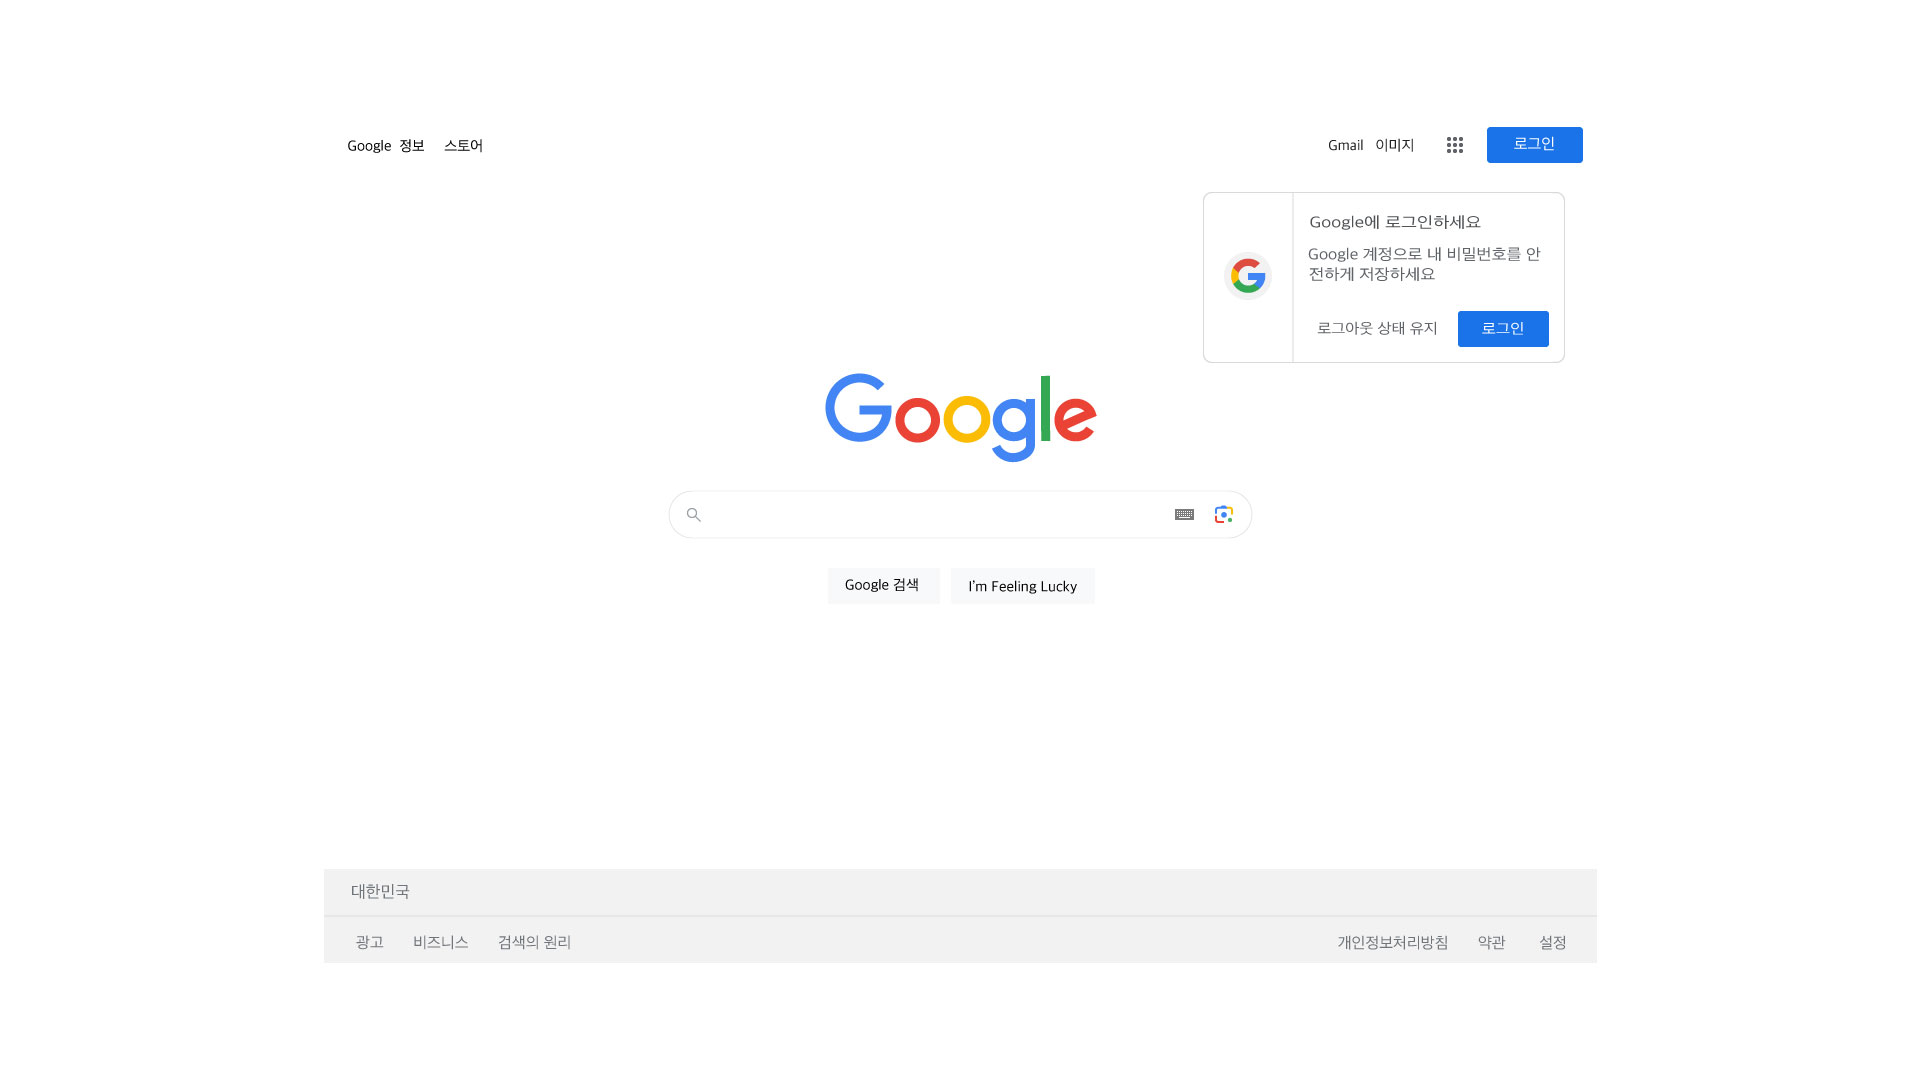 Google 정보 스토어
Gmail 이미지
로그인
Google에 로그인하세요
Google 계정으로 내 비밀번호를 안
전하게 저장하세요
로그아웃 상태 유지
로그인
Google
Google 검색
I'm Feeling Lucky
대한민국
광고 비즈니스 검색의 원리
개인정보처리방침 약관 설정